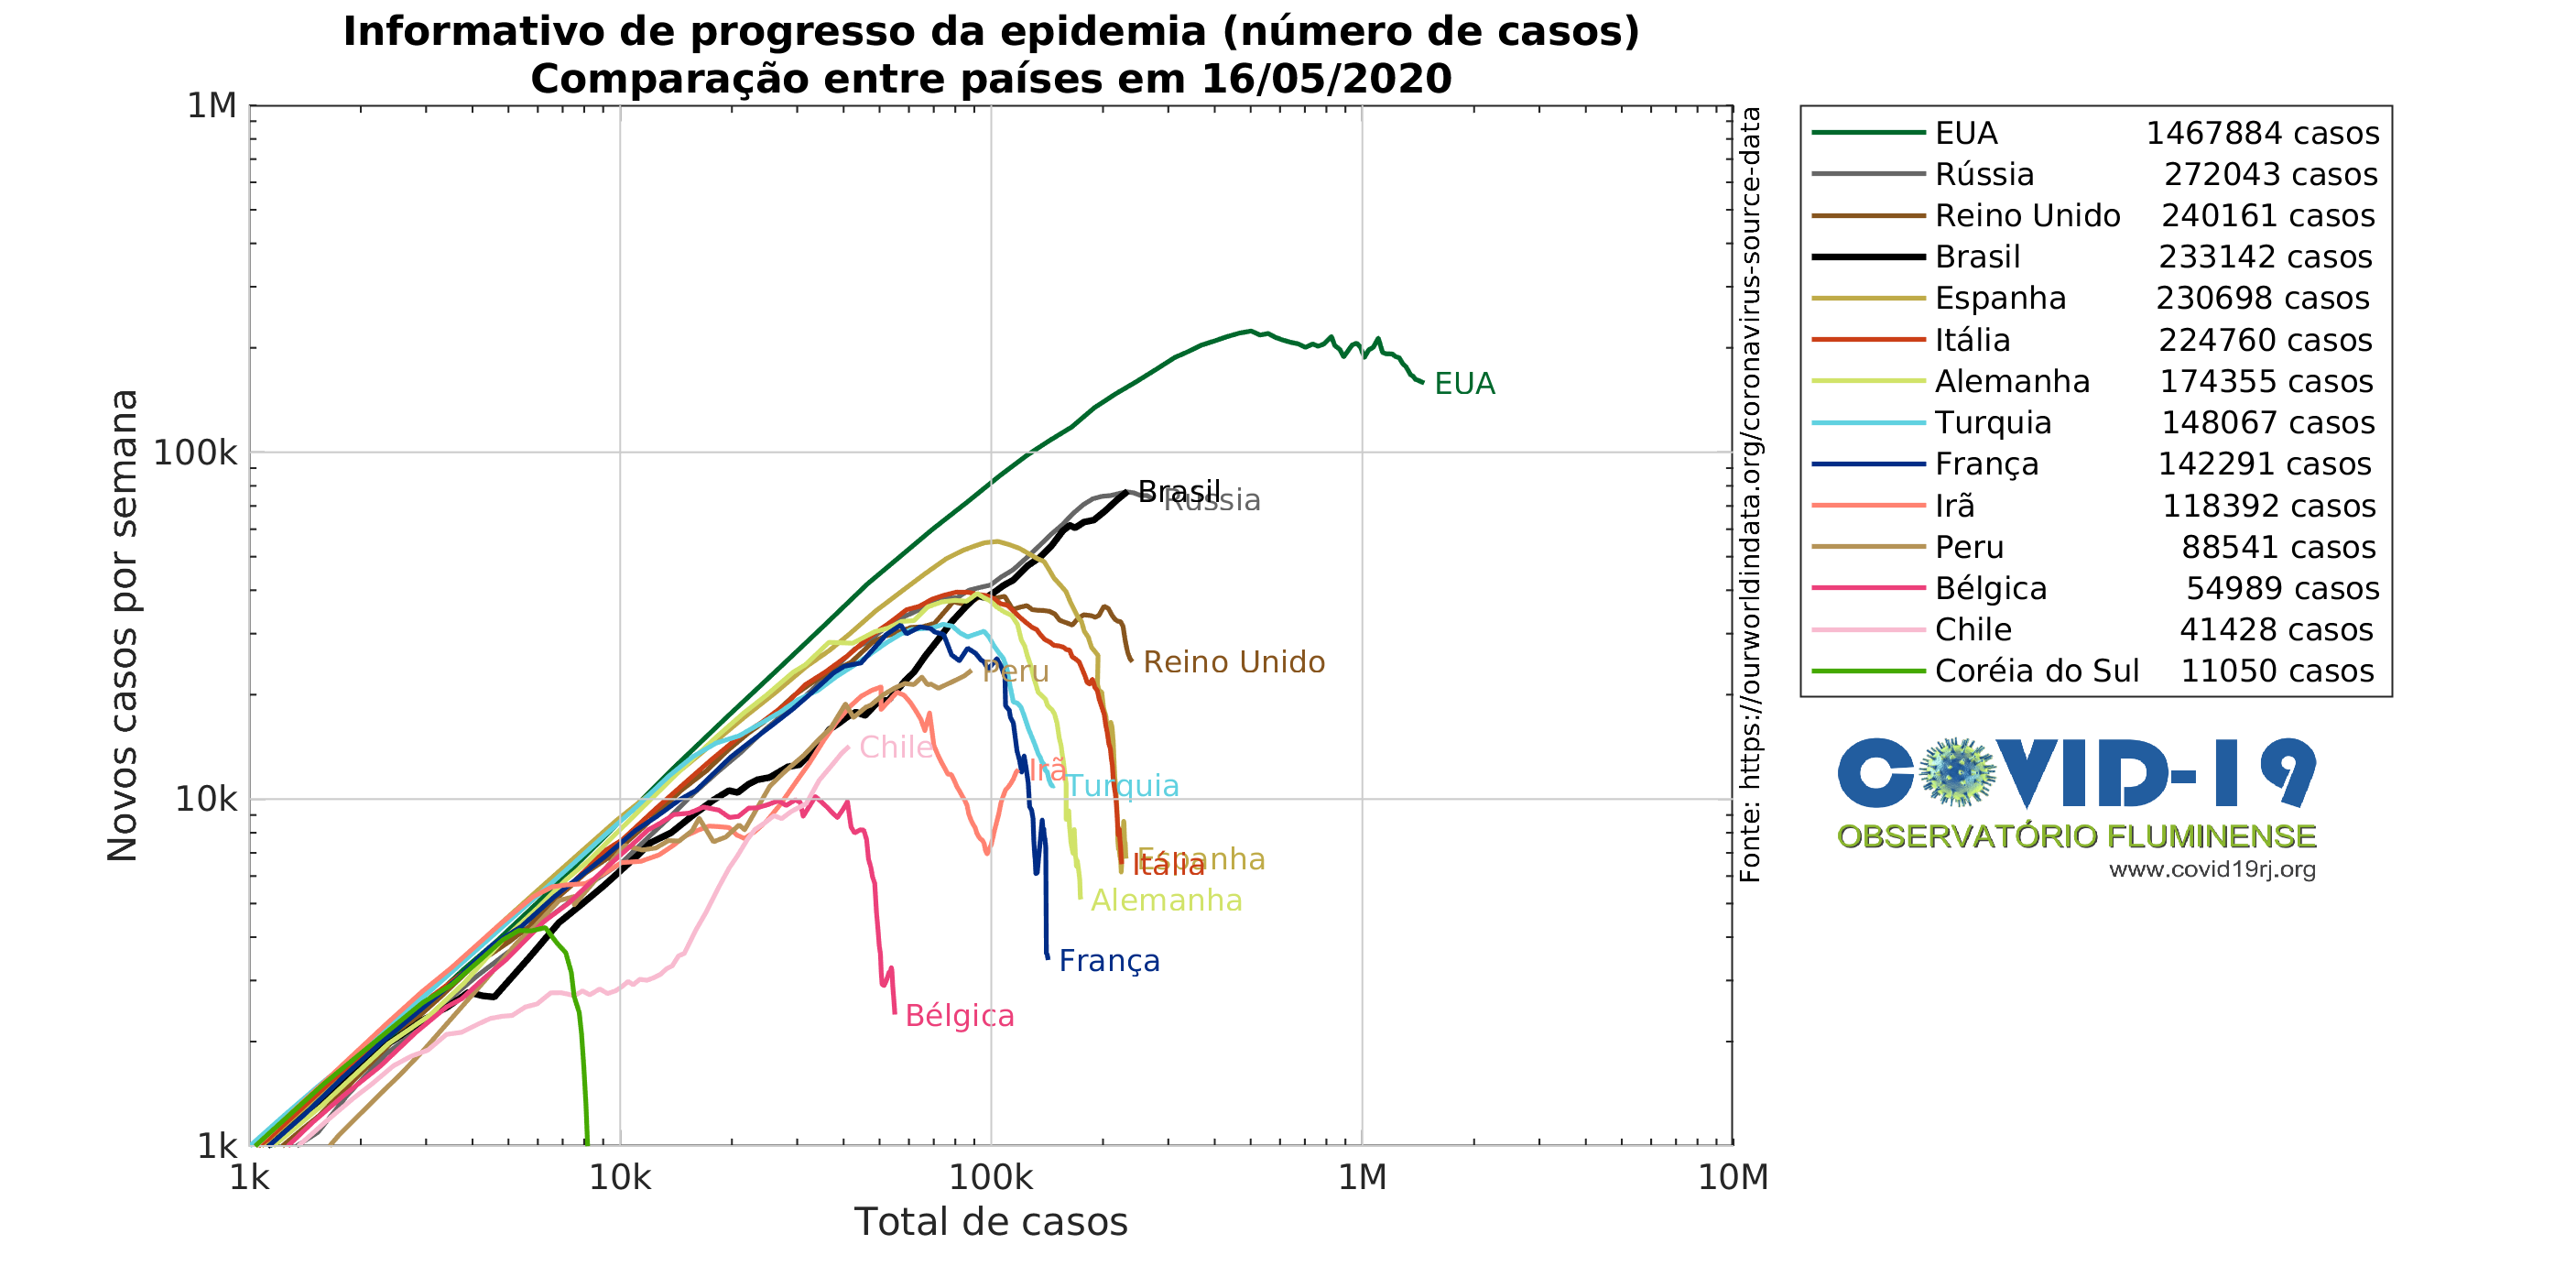 Informativo de progresso da epidemia (número de casos)
Comparação entre países em 16/05/2020
1M
100k
10k
1k
Novos casos por semana
1k
10k
100k
1M
10M
Total de casos
EUA
Brasil
Rússia
Reino Unido
Peru
Chile
Irã
Turquia
Espanha
Itália
Alemanha
França
Bélgica
Fonte: https://ourworldindata.org/coronavirus-source-data
EUA 1467884 casos
Rússia 272043 casos
Reino Unido 240161 casos
Brasil 233142 casos
Espanha 230698 casos
Itália 224760 casos
Alemanha 174355 casos
Turquia 148067 casos
França 142291 casos
Irã 118392 casos
Peru 88541 casos
Bélgica 54989 casos
Chile 41428 casos
Coréia do Sul 11050 casos
COVID-19
OBSERVATÓRIO FLUMINENSE
www.covid19rj.org